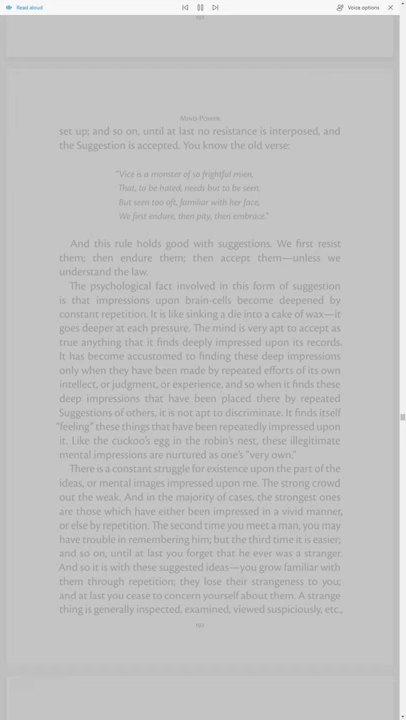 Read aloud
Voice options
191
MIND-POWER
set up; and so on, until at last no resistance is interposed, and
the Suggestion is accepted. You know the old verse:
"Vice is a monster of so frightful mien,
That, to be hated, needs but to be seen.
But seen too oft, familiar with her face,
We first endure, then pity, then embrace."
And this rule holds good with suggestions. We first resist
them; then endure them; then accept them—unless we
understand the law.
The psychological fact involved in this form of suggestion
is that impressions upon brain-cells become deepened by
constant repetition. It is like sinking a die into a cake of wax—it
goes deeper at each pressure. The mind is very apt to accept as
true anything that it finds deeply impressed upon its records.
It has become accustomed to finding these deep impressions
only when they have been made by repeated efforts of its own
intellect, or judgment, or experience, and so when it finds these
deep impressions that have been placed there by repeated
Suggestions of others, it is not apt to discriminate. It finds itself
"feeling" these things that have been repeatedly impressed upon
it. Like the cuckoo's egg in the robin's nest, these illegitimate
mental impressions are nurtured as one's "very own."
There is a constant struggle for existence upon the part of the
ideas, or mental images impressed upon me. The strong crowd
out the weak. And in the majority of cases, the strongest ones
are those which have either been impressed in a vivid manner,
or else by repetition. The second time you meet a man, you may
have trouble in remembering him; but the third time it is easier;
and so on, until at last you forget that he ever was a stranger.
And so it is with these suggested ideas—you grow familiar with
them through repetition; they lose their strangeness to you;
and at last you cease to concern yourself about them. A strange
thing is generally inspected, examined, viewed suspiciously, etc.,
192